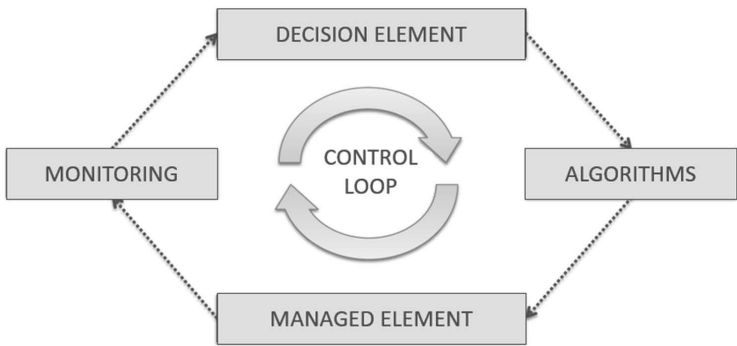 DECISION ELEMENT
MONITORING
CONTROL
LOOP
ALGORITHMS
MANAGED ELEMENT